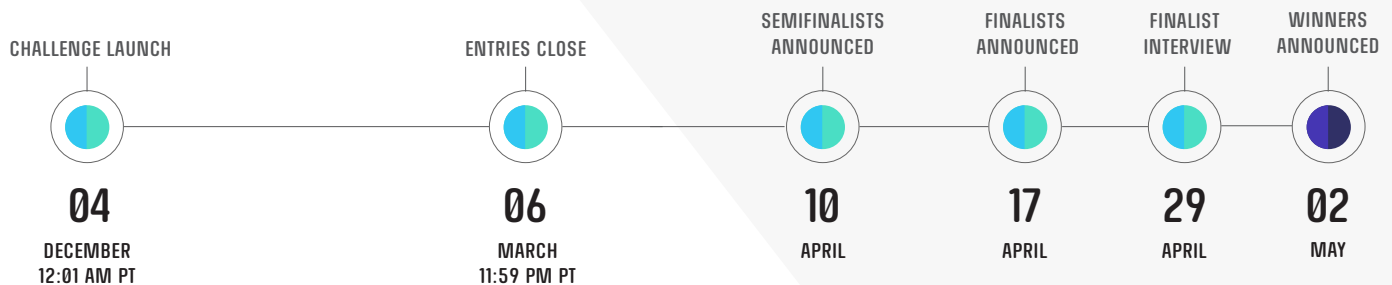 CHALLENGE LAUNCH
04
DECEMBER
12:01 AM PT
ENTRIES CLOSE
06
MARCH
11:59 PM PT
SEMIFINALISTS
ANNOUNCED
10
APRIL
FINALISTS
ANNOUNCED
17
APRIL
FINALIST
INTERVIEW
29
APRIL
WINNERS
ANNOUNCED
02
MAY